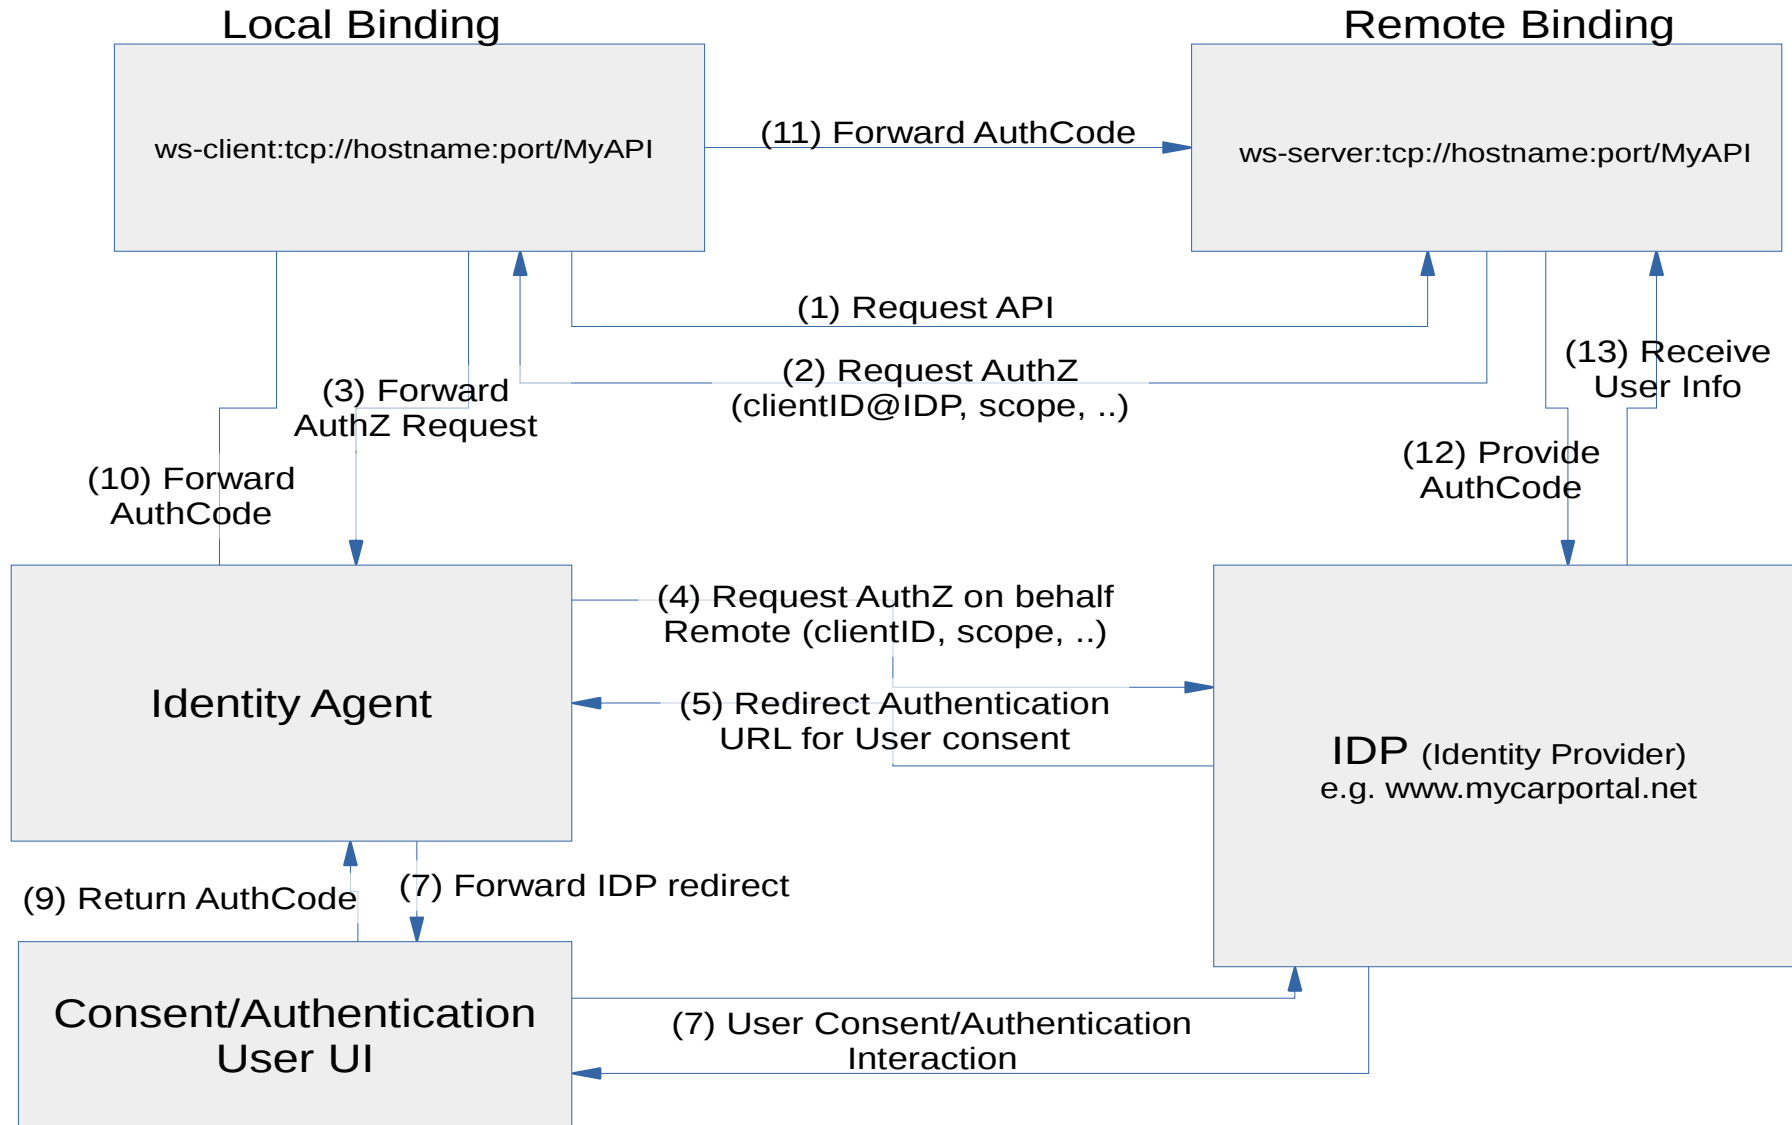 Local Binding
Remote Binding
ws-client:tcp://hostname:port/MyAPI
(11) Forward AuthCode
ws-server:tcp://hostname:port/MyAPI
(1) Request API
(2) Request AuthZ
(clientID@IDP, scope, ..)
(13) Receive
User Info
(3) Forward
AuthZ Request
(12) Provide
AuthCode
(10) Forward
AuthCode
(4) Request AuthZ on behalf
Remote (clientID, scope, ..)
Identity Agent
(5) Redirect Authentication
URL for User consent
IDP (Identity Provider)
e.g. www.mycarportal.net
(9) Return AuthCode
(7) Forward IDP redirect
Consent/Authentication
User UI
(7) User Consent/Authentication
Interaction